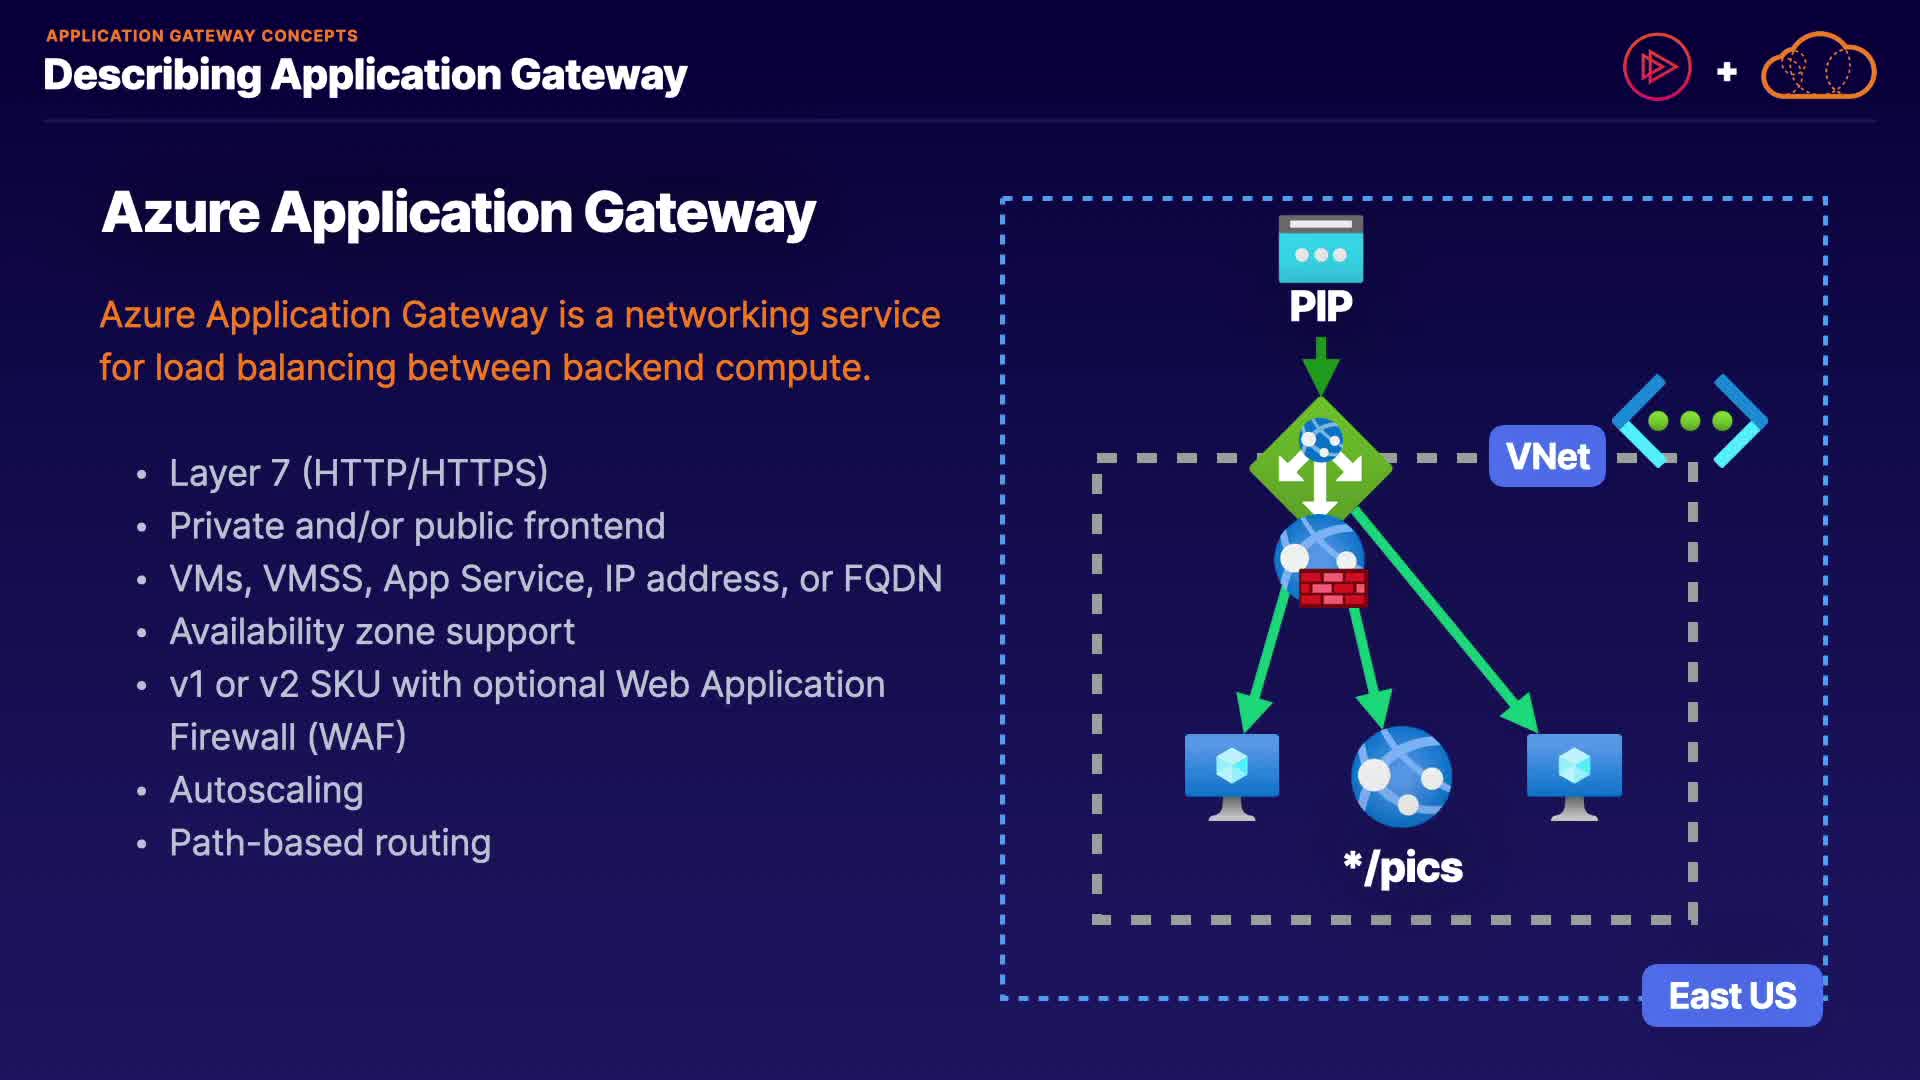 APPLICATION GATEWAY CONCEPTS
Describing Application Gateway
+
Azure Application Gateway
Azure Application Gateway is a networking service
for load balancing between backend compute.
• Layer 7 (HTTP/HTTPS)
• Private and/or public frontend
• VMs, VMSS, App Service, IP address, or FQDN
• Availability zone support
• v1 or v2 SKU with optional Web Application
Firewall (WAF)
• Autoscaling
• Path-based routing
PIP
VNet
*/pics
East US